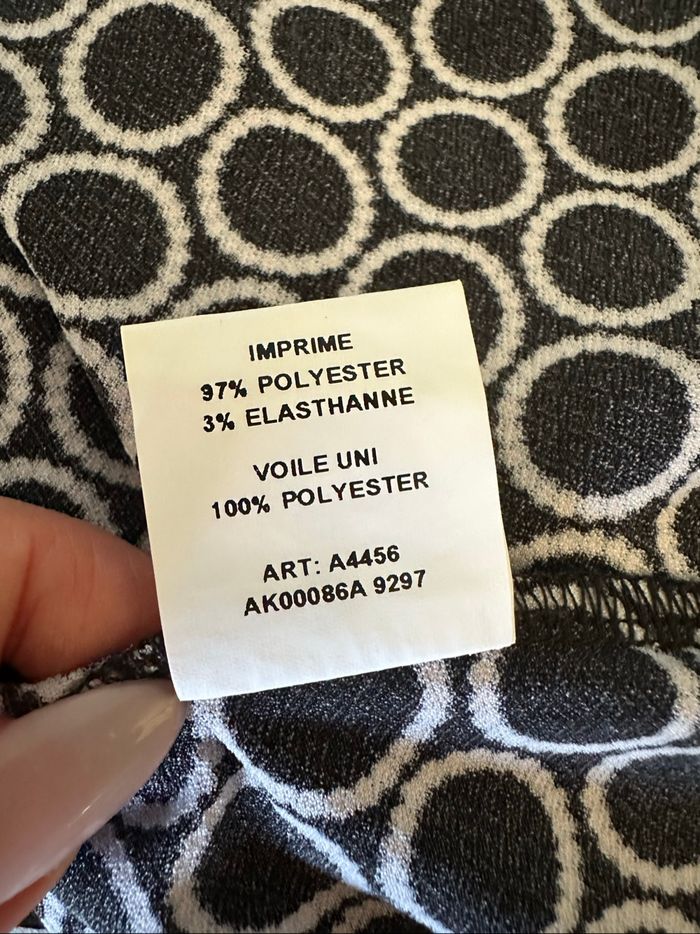 IMPRIME
97% POLYESTER
3% ELASTHANNE
VOILE UNI
100% POLYESTER
ART: A4456
AK00086A 9297